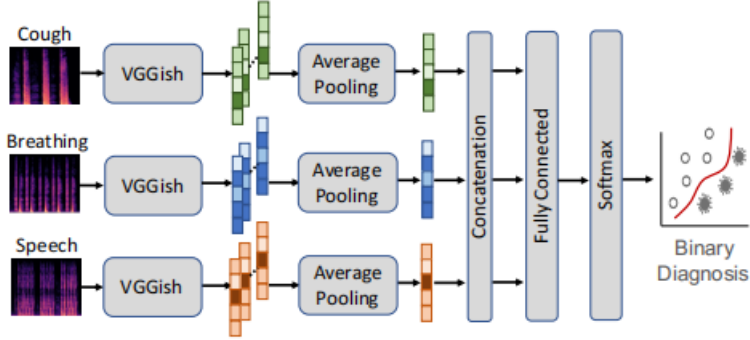 Cough
VGGish
Average
Pooling
Breathing
VGGish
Average
Pooling
Speech
VGGish
Average
Pooling
Concatenation
Fully Connected
Softmax
Binary
Diagnosis